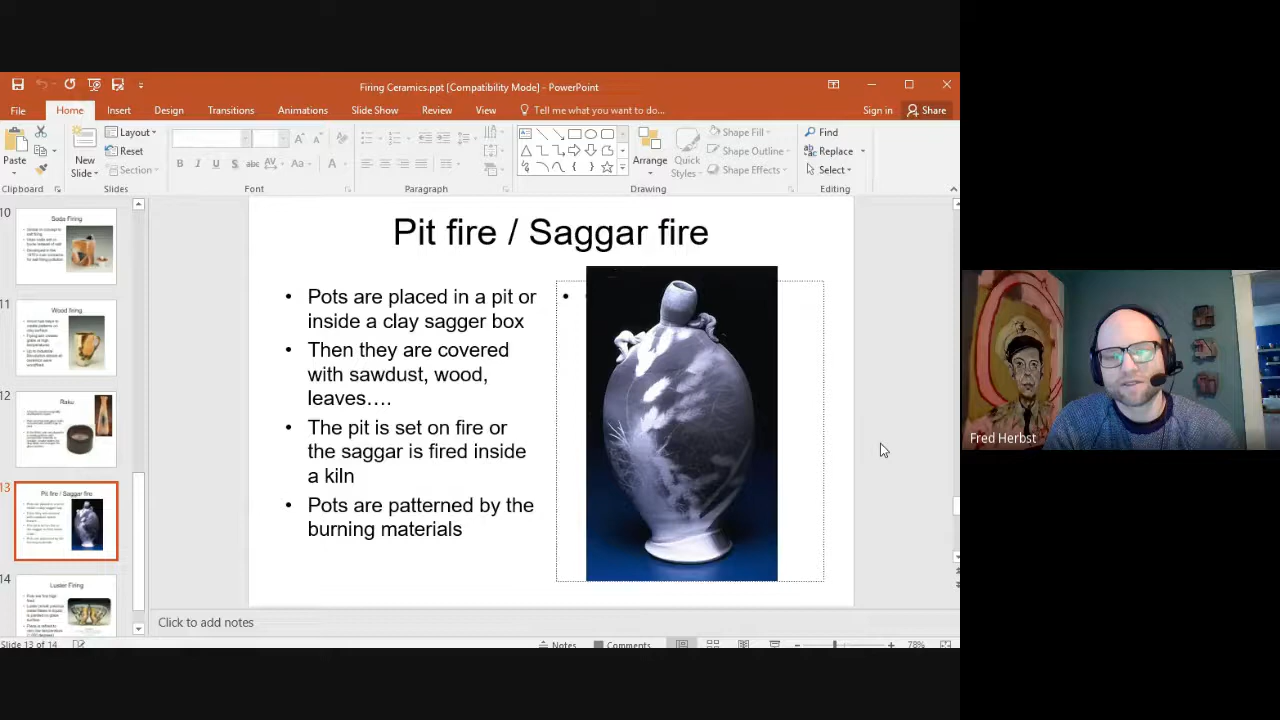 Firing Ceramics.ppt [Compatibility Mode] - PowerPoint
File Home Insert Design Transitions Animations Slide Show Review View Tell me what you want to do... Sign in Share
Paste
New Slide
Layout
Reset
Section
Arrange
Quick Styles
Shape Fill
Shape Outline
Shape Effects
Find
Replace
Select
Clipboard Slides Font Paragraph Drawing Editing
10
Soda Firing
11
Wood firing
12
Raku
13
Pit fire / Saggar fire
14
Luster Firing
Pit fire / Saggar fire
• Pots are placed in a pit or
inside a clay sagger box
• Then they are covered
with sawdust, wood,
leaves….
• The pit is set on fire or
the saggar is fired inside
a kiln
• Pots are patterned by the
burning materials
Click to add notes
Slide 13 of 14
Notes Comments 78%
Fred Herbst